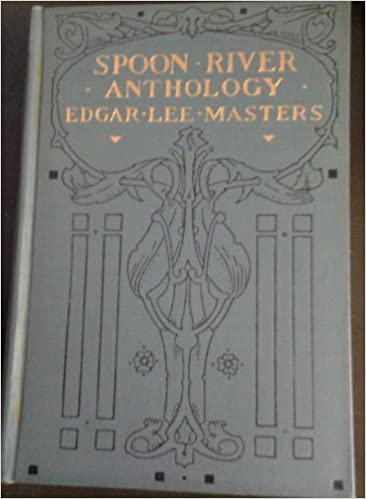 SPOON · RIVER
· ANTHOLOGY ·
EDGAR · LEE · MASTERS